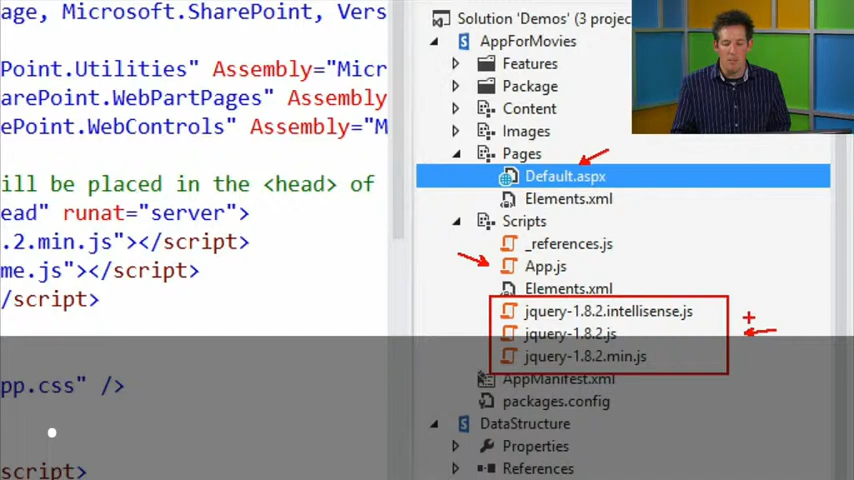 age, Microsoft.SharePoint, Vers
Point.Utilities" Assembly="Micr
arePoint.WebPartPages" Assembly
ePoint.WebControls" Assembly="M
ill be placed in the <head> of
ead" runat="server">
.2.min.js"></script>
me.js"></script>
/script>
pp.css" />
script>
Solution 'Demos' (3 projec
AppForMovies
Features
Package
Content
Images
Pages
Default.aspx
Elements.xml
Scripts
_references.js
App.js
Elements.xml
jquery-1.8.2.intellisense.js
jquery-1.8.2.js
jquery-1.8.2.min.js
AppManifest.xml
packages.config
DataStructure
Properties
References